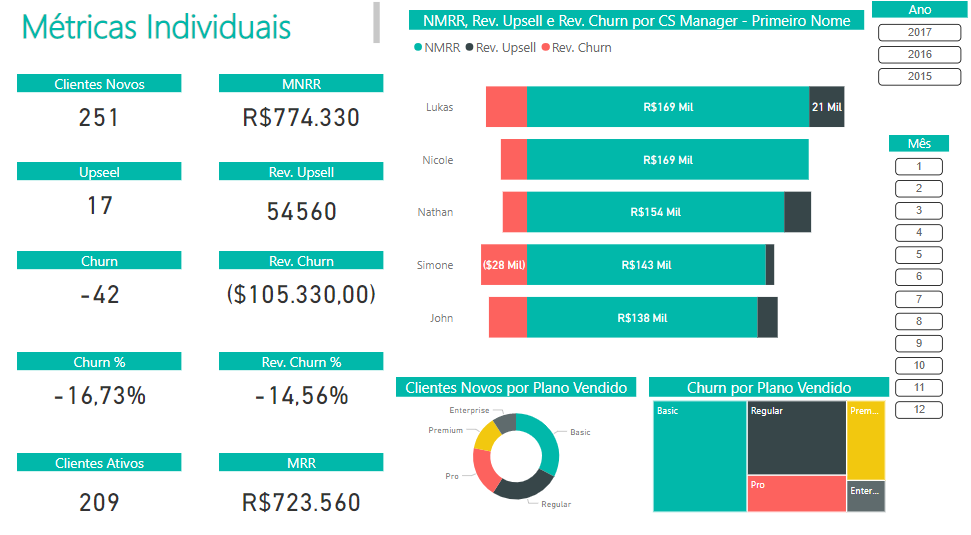 Métricas Individuais
Clientes Novos
251
MNRR
R$774.330
Upseel
17
Rev. Upsell
54560
Churn
-42
Rev. Churn
($105.330,00)
Churn %
-16,73%
Rev. Churn %
-14,56%
Clientes Ativos
209
MRR
R$723.560
NMRR, Rev. Upsell e Rev. Churn por CS Manager - Primeiro Nome
NMRR Rev. Upsell Rev. Churn
Lukas R$169 Mil 21 Mil
Nicole R$169 Mil
Nathan R$154 Mil
Simone ($28 Mil) R$143 Mil
John R$138 Mil
Clientes Novos por Plano Vendido
Enterprise
Premium
Basic
Pro
Regular
Churn por Plano Vendido
Basic
Regular
Prem...
Pro
Enter...
Ano
2017
2016
2015
Mês
1
2
3
4
5
6
7
8
9
10
11
12